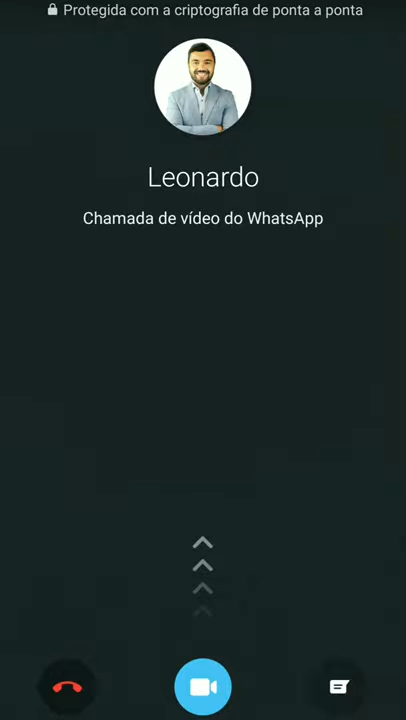 Protegida com a criptografia de ponta a ponta
Leonardo
Chamada de vídeo do WhatsApp